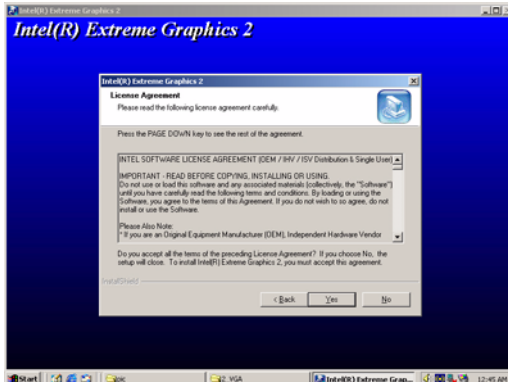 Intel(R) Extreme Graphics 2
Intel(R) Extreme Graphics 2
Intel(R) Extreme Graphics 2
License Agreement
Please read the following license agreement carefully.
Press the PAGE DOWN key to see the rest of the agreement.
INTEL SOFTWARE LICENSE AGREEMENT (OEM / IHV / ISV Distribution & Single User)
IMPORTANT - READ BEFORE COPYING, INSTALLING OR USING.
Do not use or load this software and any associated materials (collectively, the "Software")
until you have carefully read the following terms and conditions. By loading or using the
Software, you agree to the terms of this Agreement. If you do not wish to so agree, do not
install or use the Software.
Please Also Note:
* If you are an Original Equipment Manufacturer (OEM), Independent Hardware Vendor
Do you accept all the terms of the preceding License Agreement? If you choose No, the
setup will close. To install Intel(R) Extreme Graphics 2, you must accept this agreement.
InstallShield
< Back Yes No
Start VGA Intel(R) Extreme Grap... 12:45 AM